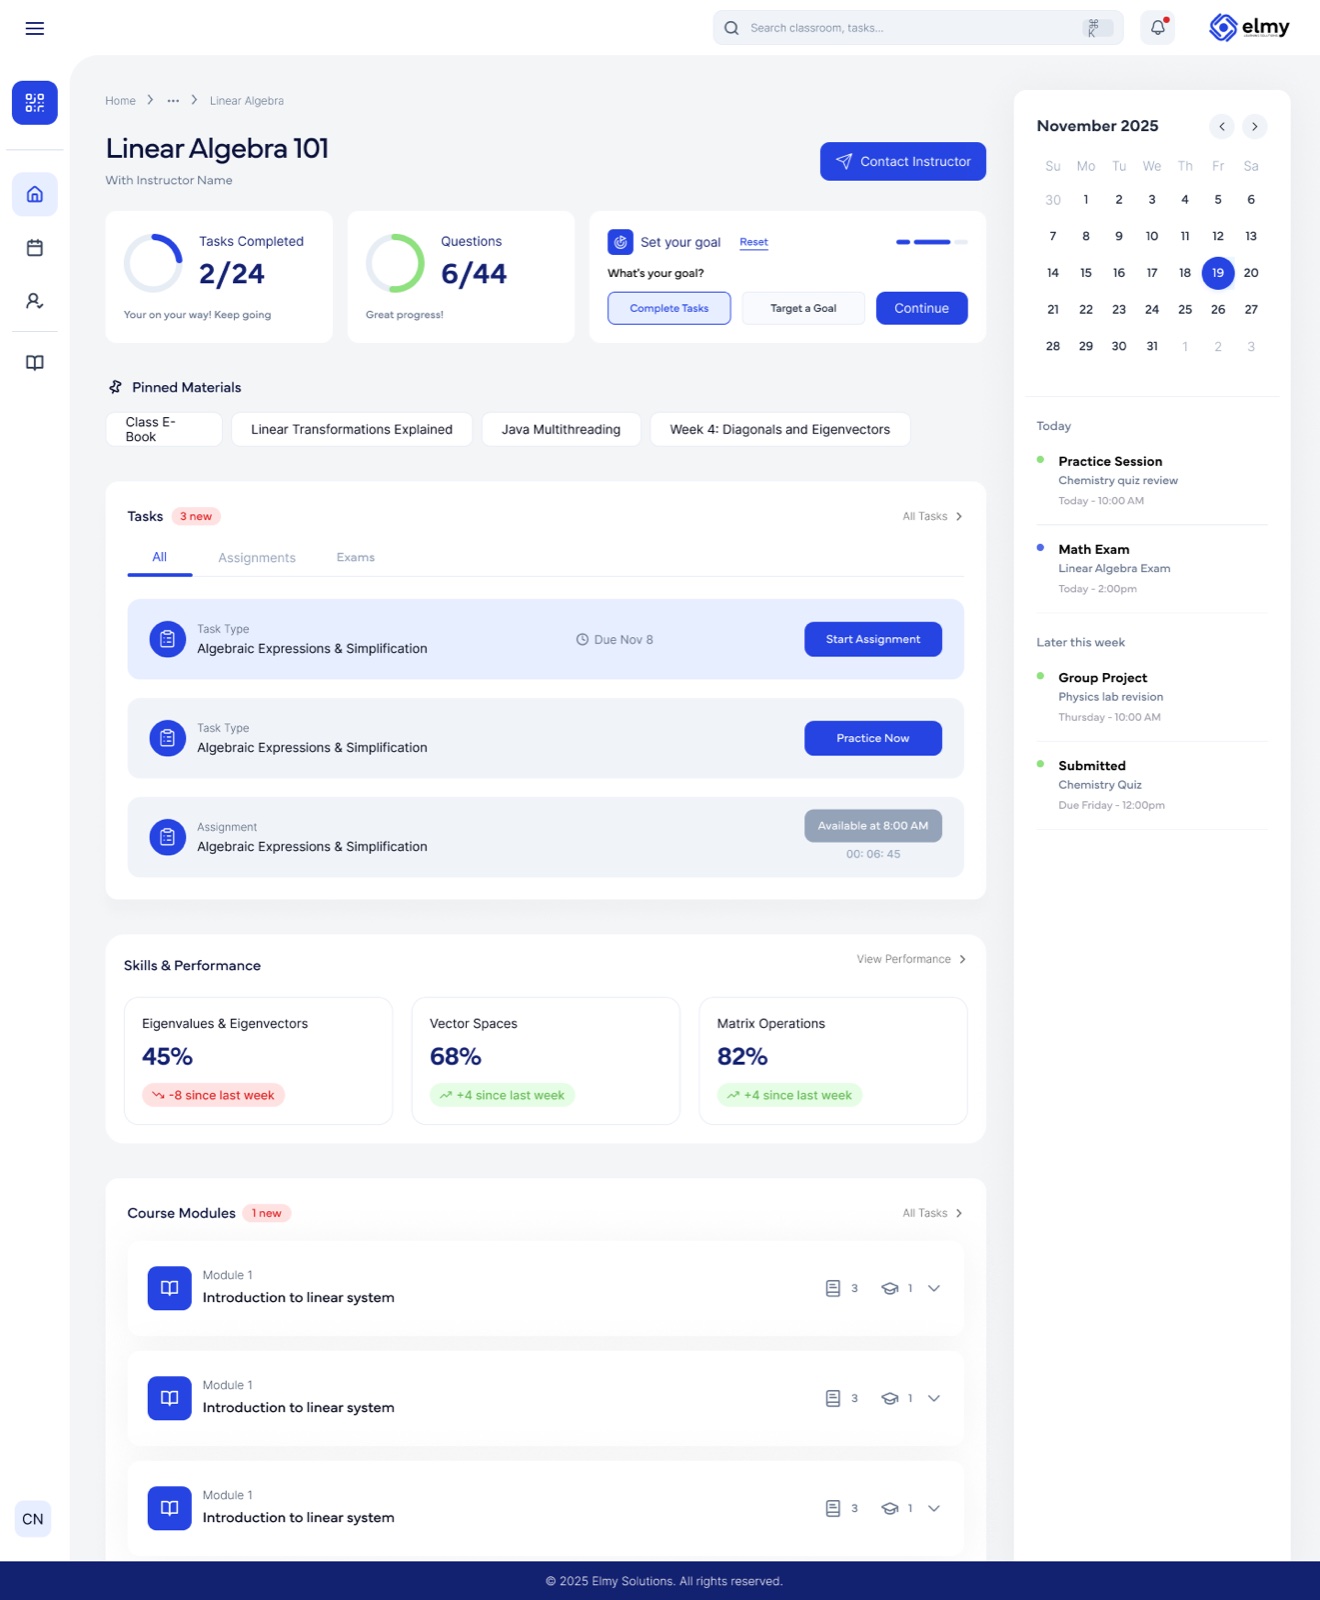 Search classroom, tasks...
⌘ K
elmy
Home > ••• > Linear Algebra
Linear Algebra 101
With Instructor Name
Contact Instructor
Tasks Completed
2/24
Your on your way! Keep going
Questions
6/44
Great progress!
Set your goal Reset
What's your goal?
Complete Tasks
Target a Goal
Continue
Pinned Materials
Class E-
Book
Linear Transformations Explained
Java Multithreading
Week 4: Diagonals and Eigenvectors
Tasks 3 new
All Tasks
All Assignments Exams
Task Type
Algebraic Expressions & Simplification
Due Nov 8
Start Assignment
Task Type
Algebraic Expressions & Simplification
Practice Now
Assignment
Algebraic Expressions & Simplification
Available at 8:00 AM
00: 06: 45
Skills & Performance
View Performance
Eigenvalues & Eigenvectors
45%
-8 since last week
Vector Spaces
68%
+4 since last week
Matrix Operations
82%
+4 since last week
Course Modules 1 new
All Tasks
Module 1
Introduction to linear system
3 1
Module 1
Introduction to linear system
3 1
Module 1
Introduction to linear system
3 1
November 2025
Su Mo Tu We Th Fr Sa
30 1 2 3 4 5 6
7 8 9 10 11 12 13
14 15 16 17 18 19 20
21 22 23 24 25 26 27
28 29 30 31 1 2 3
Today
Practice Session
Chemistry quiz review
Today - 10:00 AM
Math Exam
Linear Algebra Exam
Today - 2:00pm
Later this week
Group Project
Physics lab revision
Thursday - 10:00 AM
Submitted
Chemistry Quiz
Due Friday - 12:00pm
CN
© 2025 Elmy Solutions. All rights reserved.